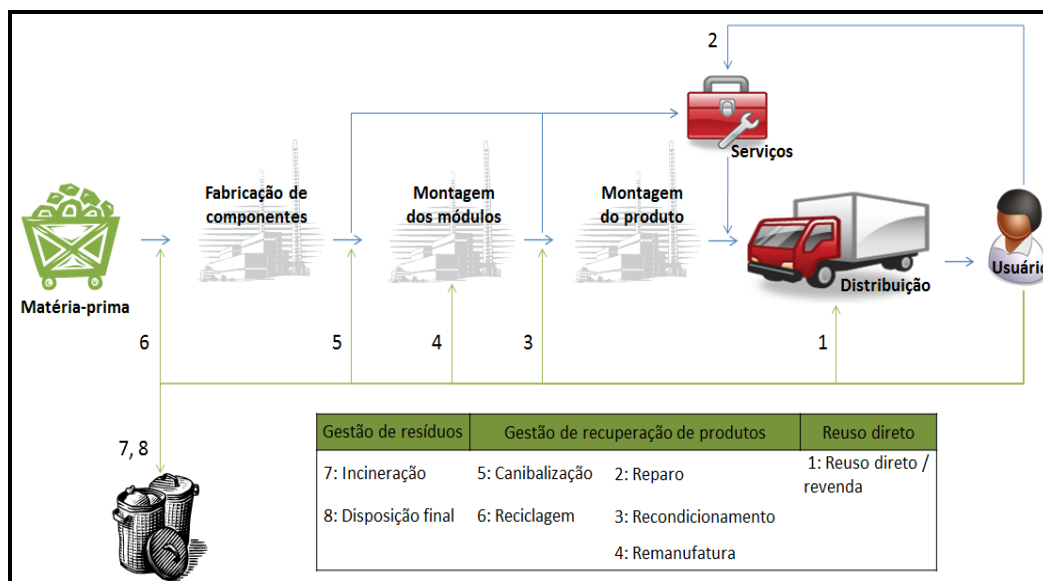 2
Serviços
Fabricação de
componentes
Montagem
dos módulos
Montagem
do produto
Matéria-prima
Distribuição
Usuário
6
5
4
3
1
7, 8
Gestão de resíduos
Gestão de recuperação de produtos
Reuso direto
7: Incineração
5: Canibalização
2: Reparo
1: Reuso direto /
revenda
8: Disposição final
6: Reciclagem
3: Recondicionamento
4: Remanufatura